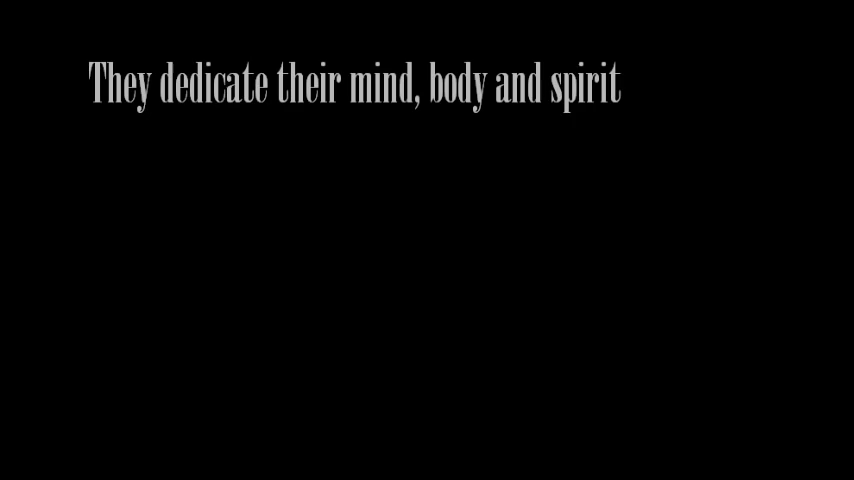 They dedicate their mind, body and spirit